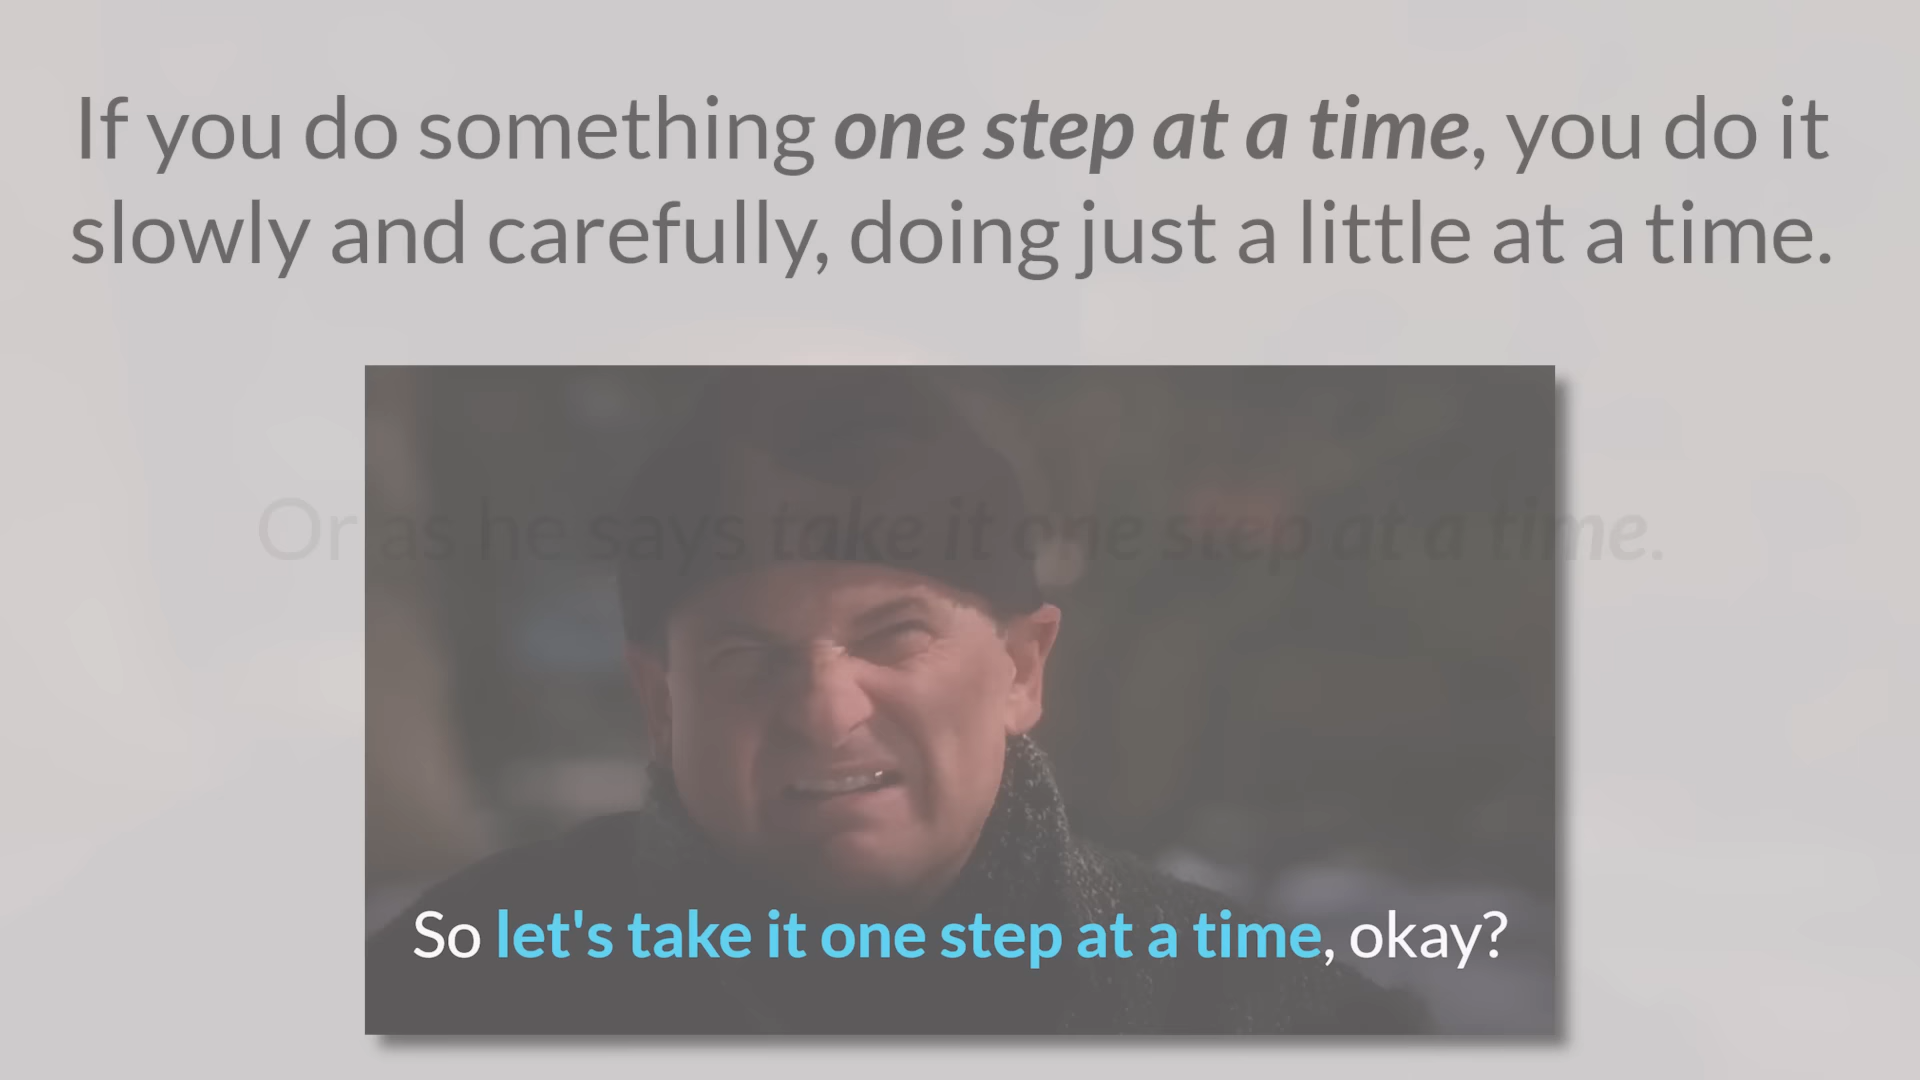 If you do something one step at a time, you do it
slowly and carefully, doing just a little at a time.
Or as he says take it one step at a time.
So let's take it one step at a time, okay?